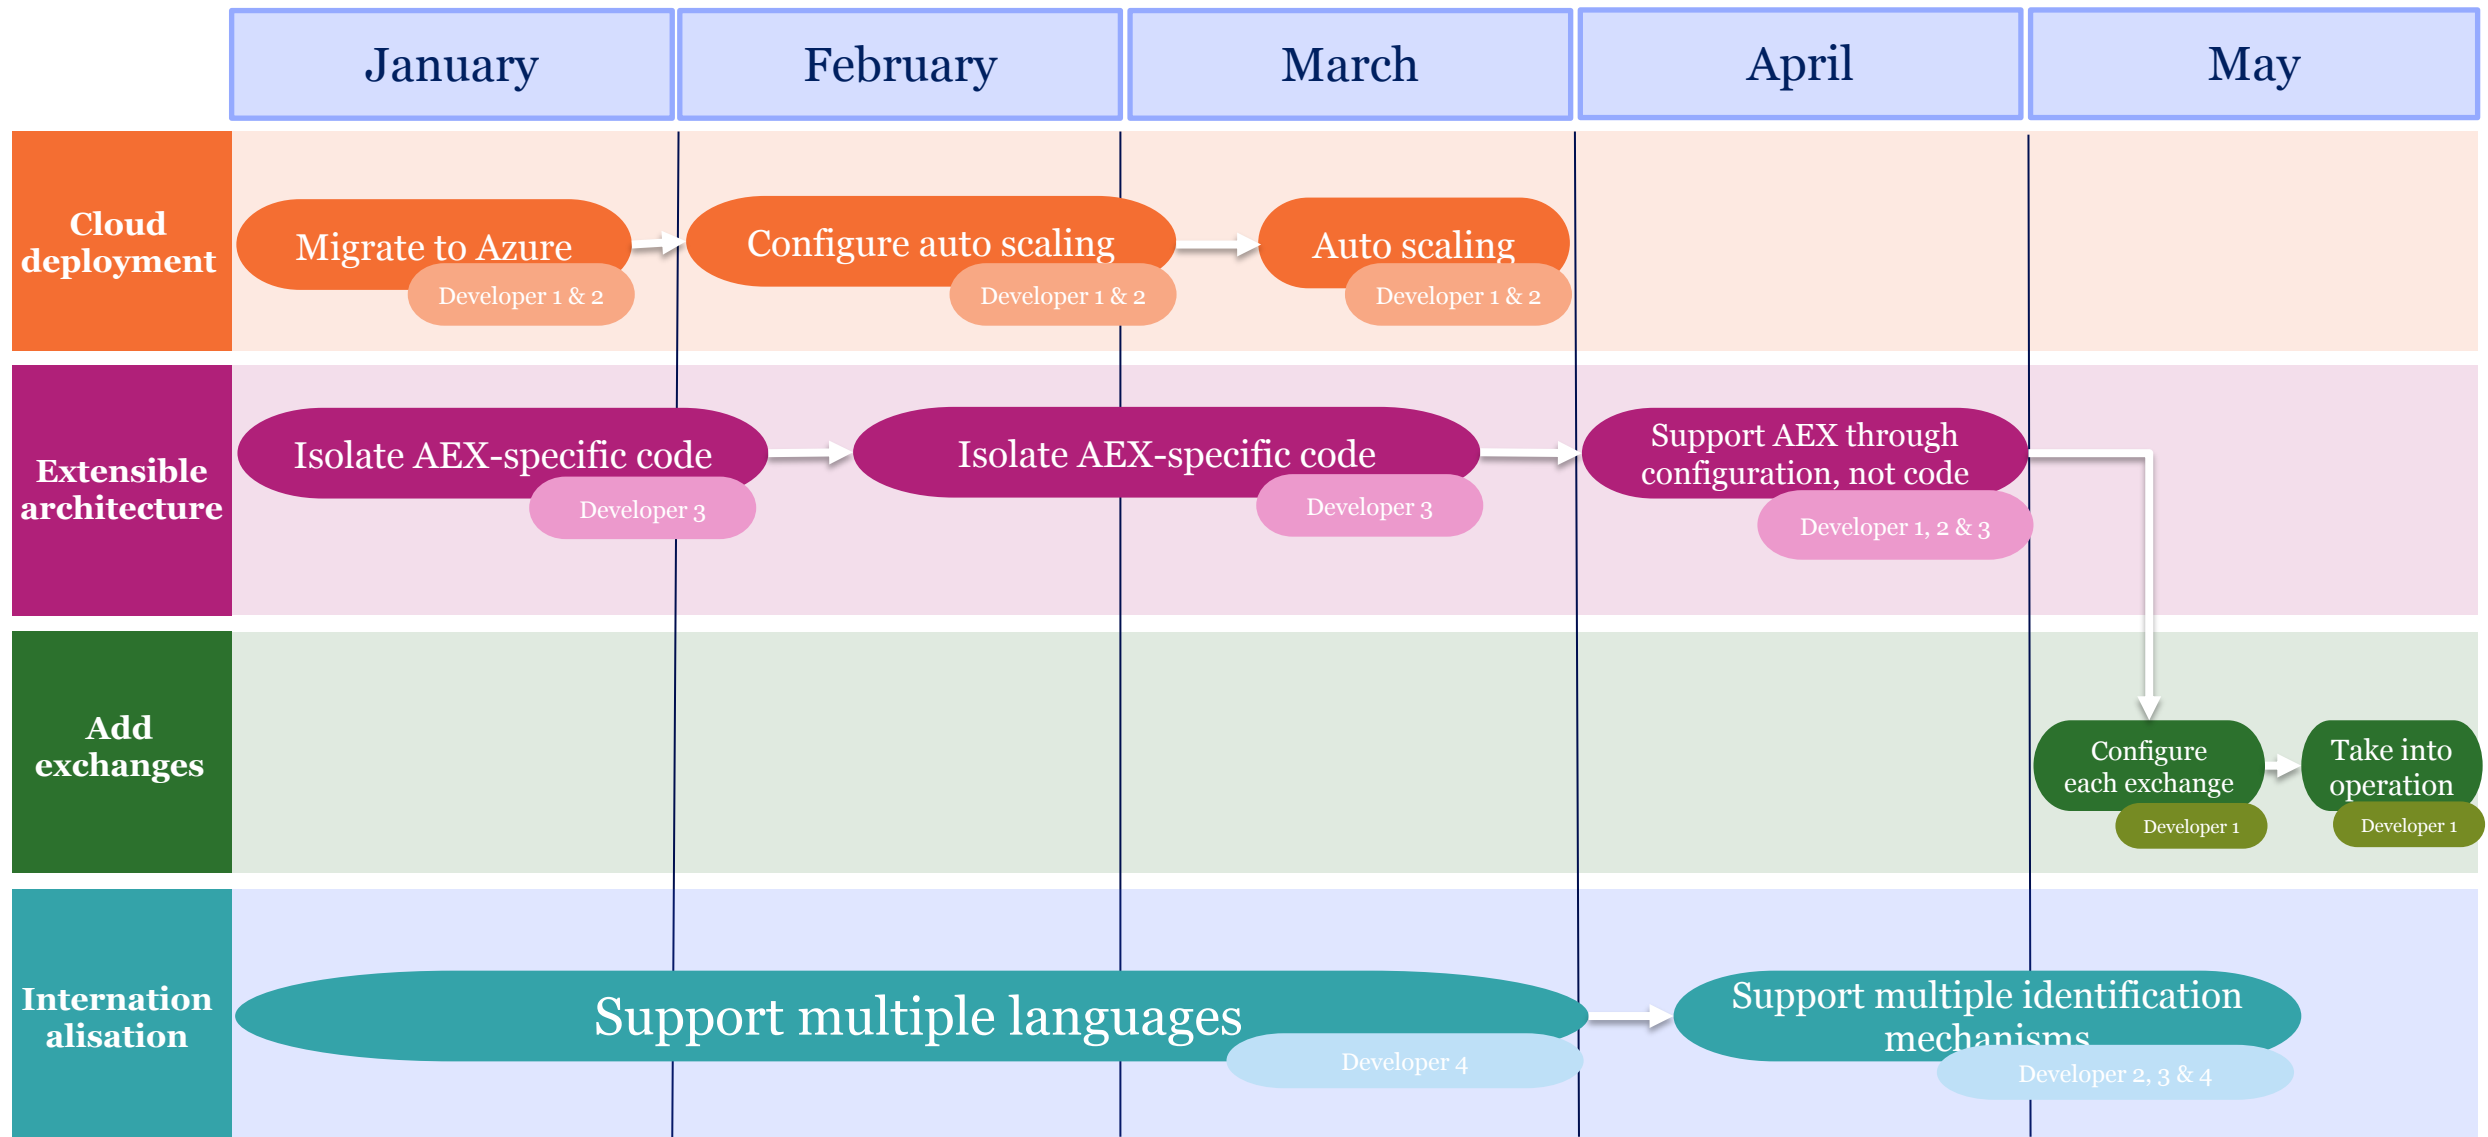 January
February
March
April
May
Cloud
deployment
Migrate to Azure
Developer 1 & 2
Configure auto scaling
Developer 1 & 2
Auto scaling
Developer 1 & 2
Extensible
architecture
Isolate AEX-specific code
Developer 3
Isolate AEX-specific code
Developer 3
Support AEX through
configuration, not code
Developer 1, 2 & 3
Add
exchanges
Configure
each exchange
Developer 1
Take into
operation
Developer 1
Internation
alisation
Support multiple languages
Developer 4
Support multiple identification
mechanisms
Developer 2, 3 & 4